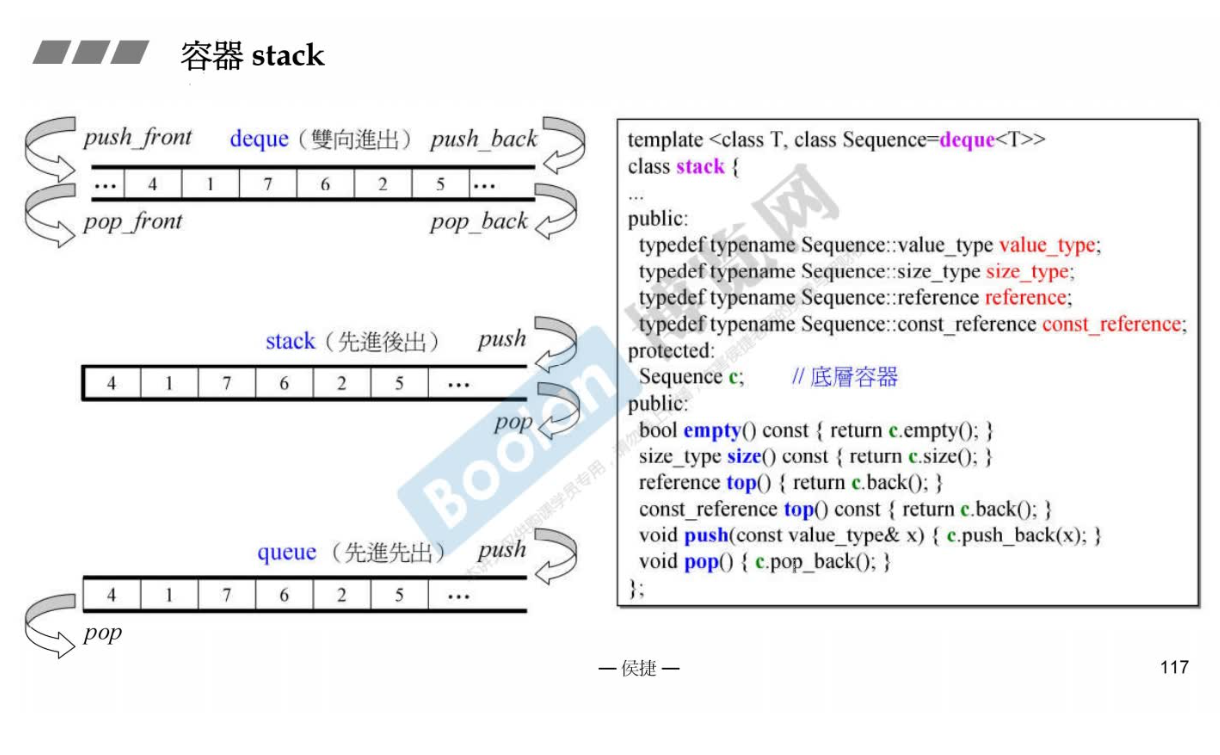 容器 stack
push_front deque（雙向進出） push_back
... 4 1 7 6 2 5 ...
pop_front pop_back
stack（先進後出） push
4 1 7 6 2 5 ...
pop
queue （先進先出） push
4 1 7 6 2 5 ...
pop
template <class T, class Sequence=deque<T>>
class stack {
...
public:
typedef typename Sequence::value_type value_type;
typedef typename Sequence::size_type size_type;
typedef typename Sequence::reference reference;
typedef typename Sequence::const_reference const_reference;
protected:
Sequence c; // 底層容器
public:
bool empty() const { return c.empty(); }
size_type size() const { return c.size(); }
reference top() { return c.back(); }
const_reference top() const { return c.back(); }
void push(const value_type& x) { c.push_back(x); }
void pop() { c.pop_back(); }
};
Boolan 博览网
— 侯捷 —
117